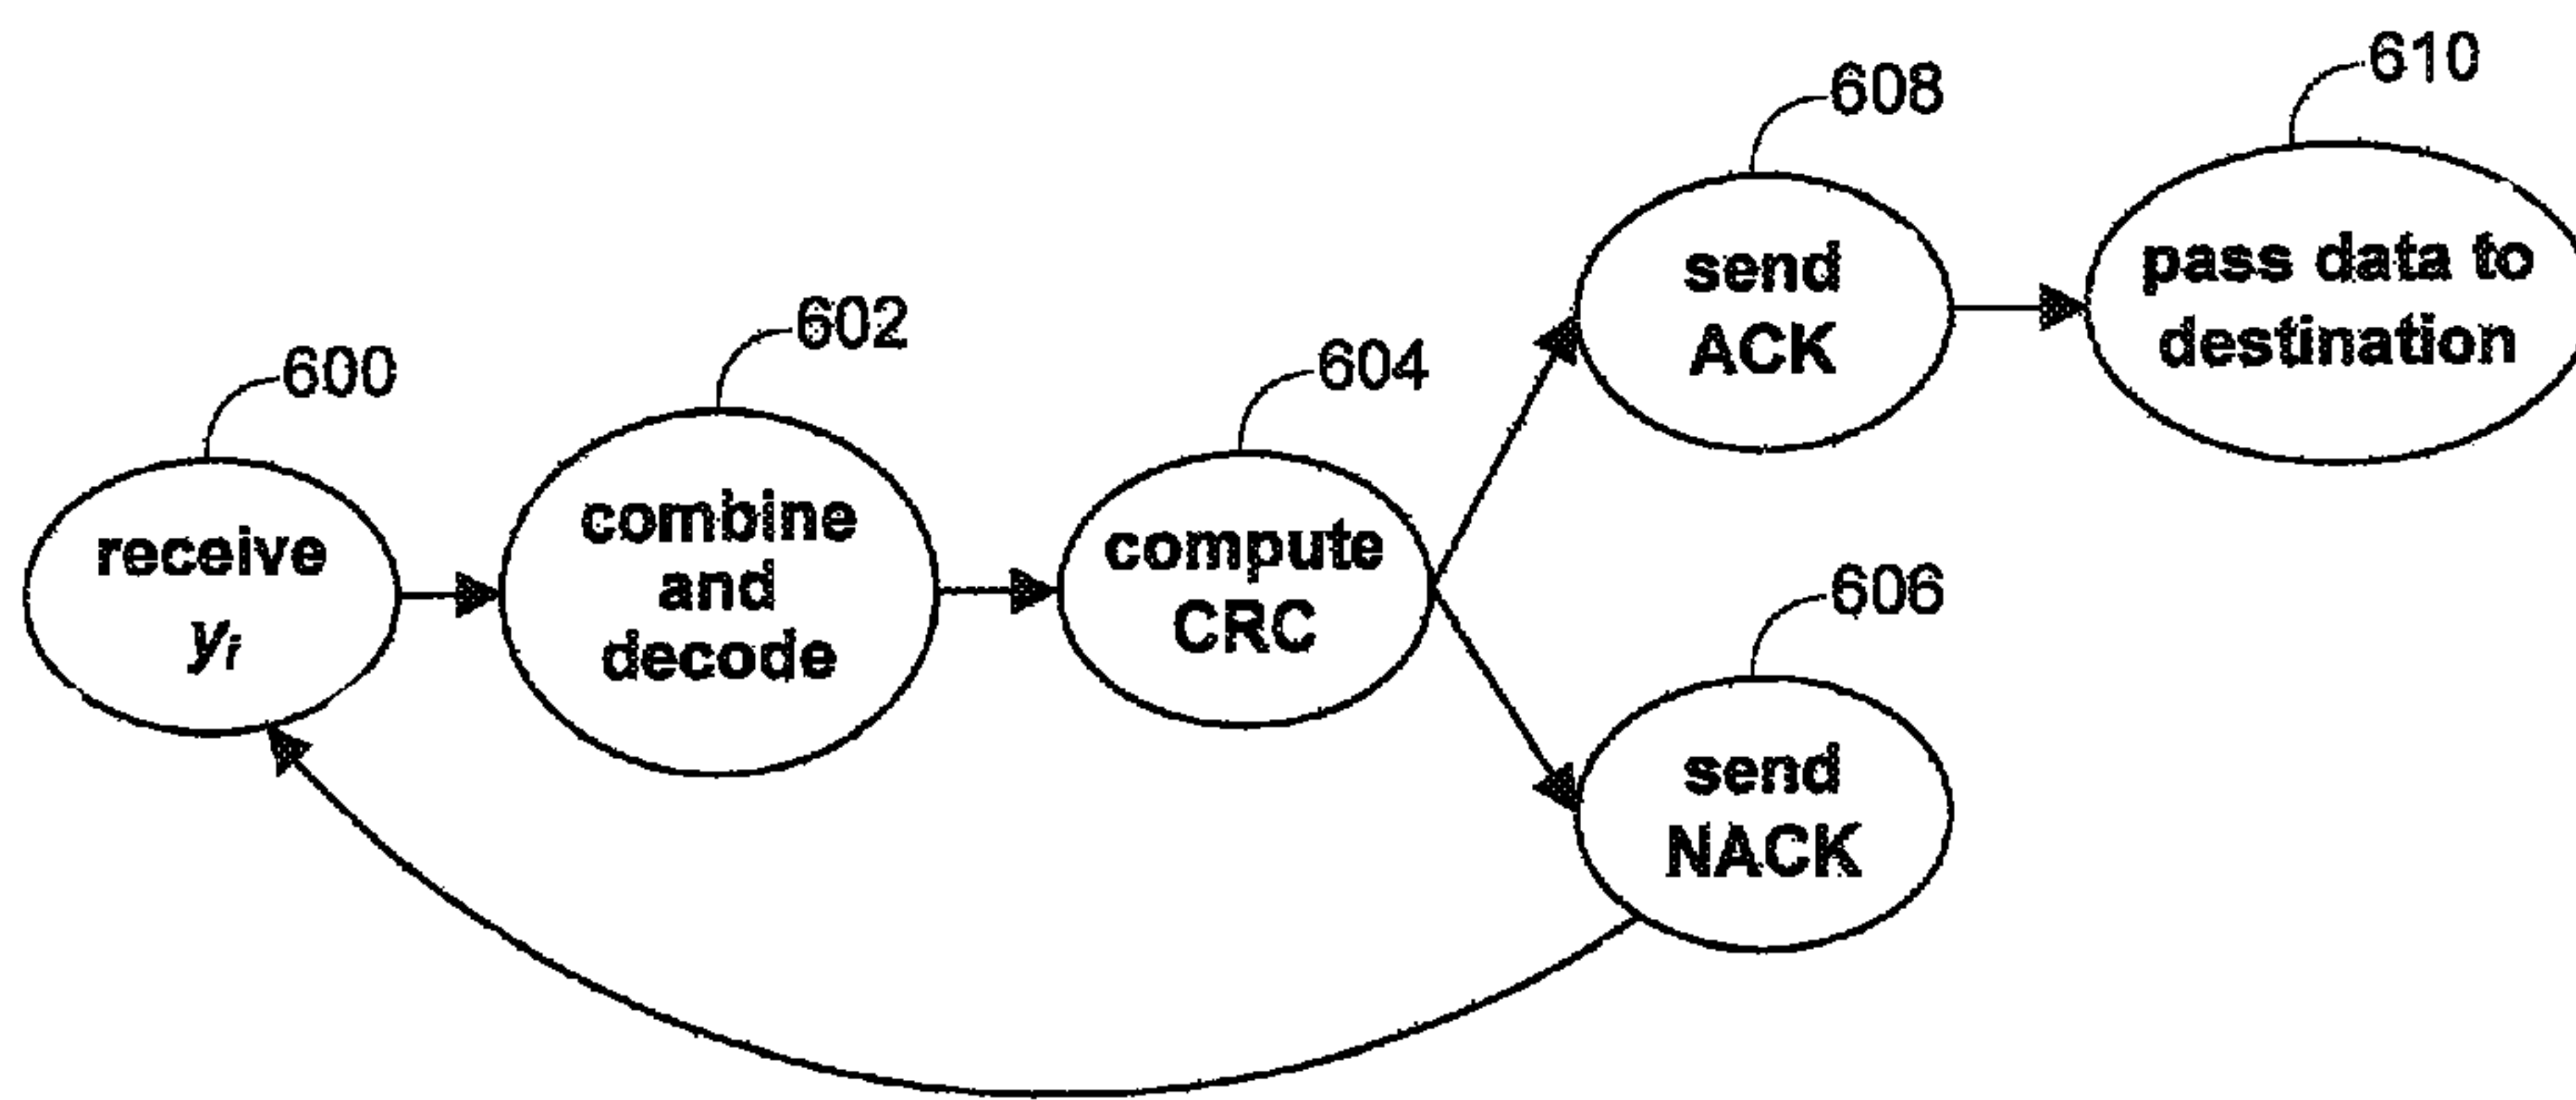 600
receive
yᵢ
602
combine
and
decode
604
compute
CRC
608
send
ACK
610
pass data to
destination
606
send
NACK